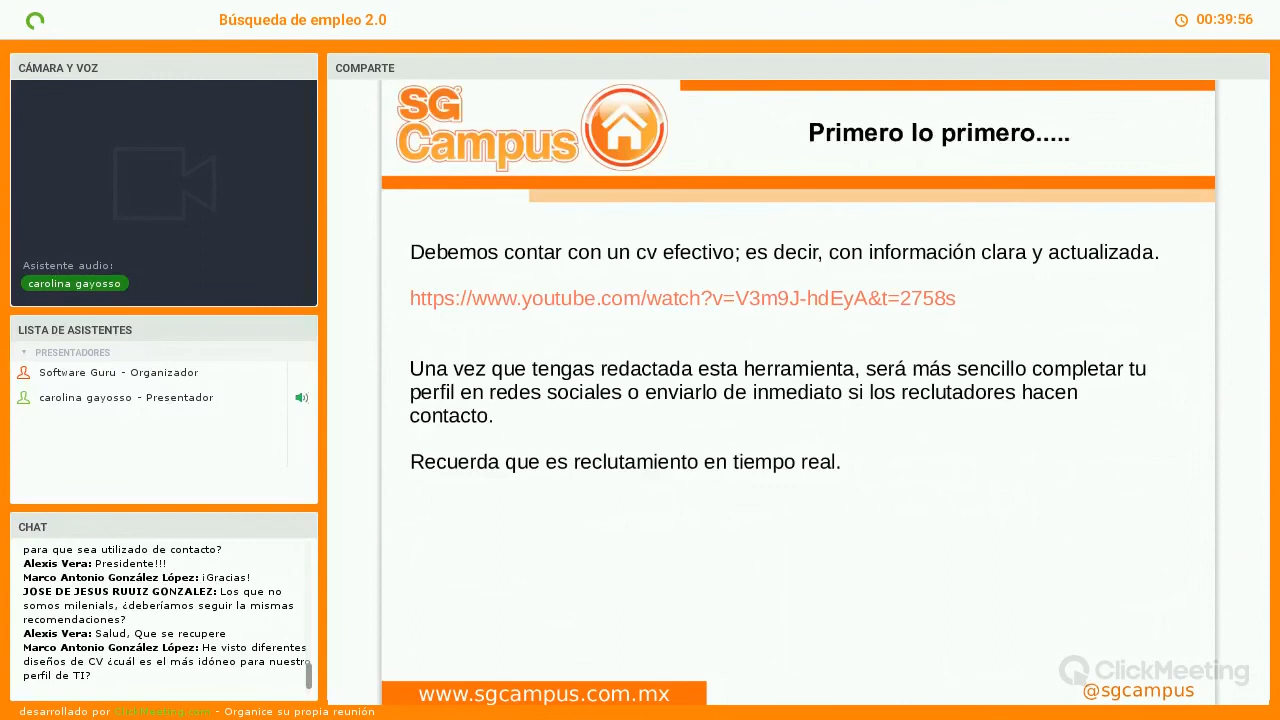 Búsqueda de empleo 2.0
00:39:56
CÁMARA Y VOZ
Asistente audio:
carolina gayosso
LISTA DE ASISTENTES
PRESENTADORES
Software Guru - Organizador
carolina gayosso - Presentador
CHAT
para que sea utilizado de contacto?
Alexis Vera: Presidente!!!
Marco Antonio González López: ¡Gracias!
JOSE DE JESUS RUUIZ GONZALEZ: Los que no
somos milenials, ¿deberíamos seguir la mismas
recomendaciones?
Alexis Vera: Salud, Que se recupere
Marco Antonio González López: He visto diferentes
diseños de CV ¿cuál es el más idóneo para nuestro
perfil de TI?
desarrollado por ClickMeeting.com - Organice su propia reunión
COMPARTE
SG
Campus
Primero lo primero.....
Debemos contar con un cv efectivo; es decir, con información clara y actualizada.
https://www.youtube.com/watch?v=V3m9J-hdEyA&t=2758s
Una vez que tengas redactada esta herramienta, será más sencillo completar tu
perfil en redes sociales o enviarlo de inmediato si los reclutadores hacen
contacto.
Recuerda que es reclutamiento en tiempo real.
www.sgcampus.com.mx
ClickMeeting
@sgcampus